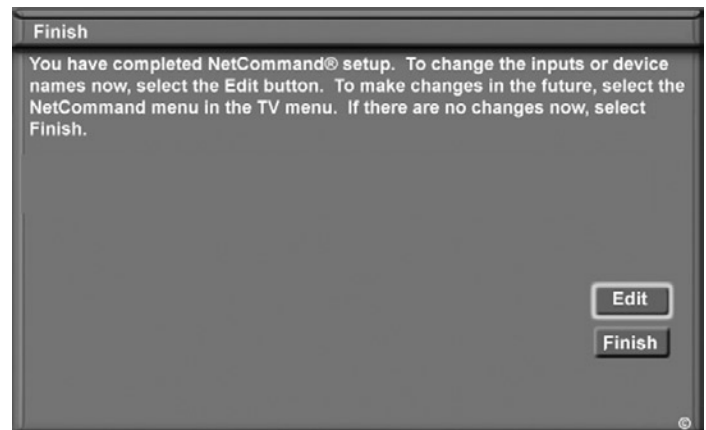 Finish
You have completed NetCommand® setup. To change the inputs or device
names now, select the Edit button. To make changes in the future, select the
NetCommand menu in the TV menu. If there are no changes now, select
Finish.
Edit
Finish
©